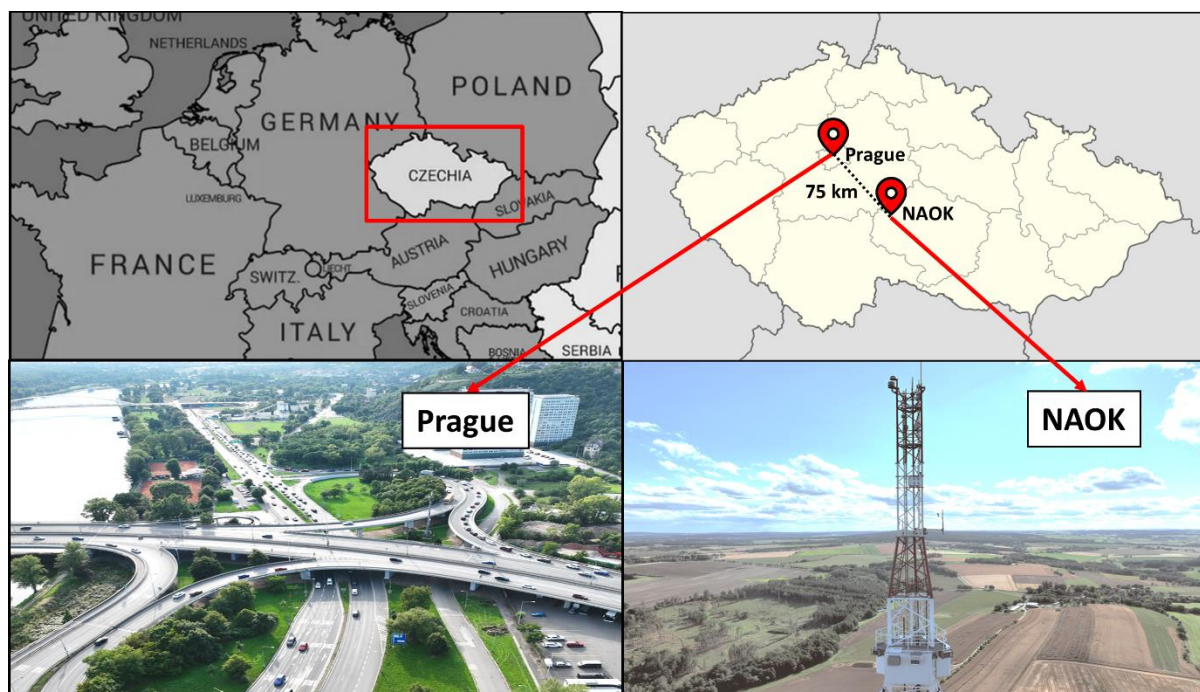 UNITED KINGDOM
NETHERLANDS
POLAND
GERMANY
BELGIUM
CZECHIA
LUXEMBURG
SLOVAKIA
FRANCE
AUSTRIA
HUNGARY
SWITZ.
LIECHT.
SLOVENIA
CROATIA
ITALY
BOSNIA
SERBIA
Prague
75 km
NAOK
Prague
NAOK